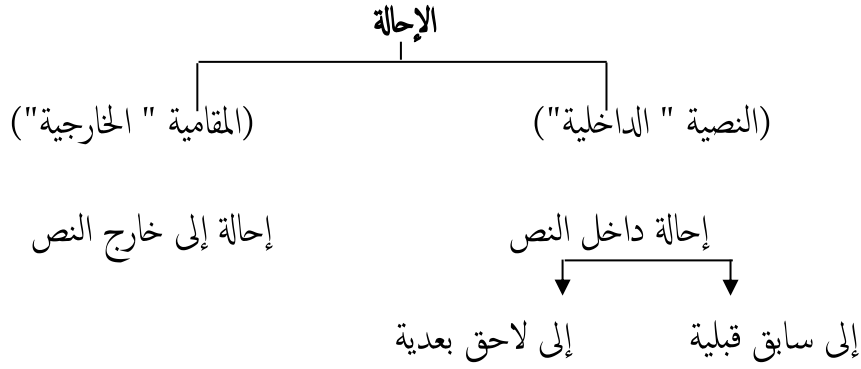 الإحالة
(النصية " الداخلية") (المقامية " الخارجية")
إحالة داخل النص إحالة إلى خارج النص
إلى سابق قبلية إلى لاحق بعدية